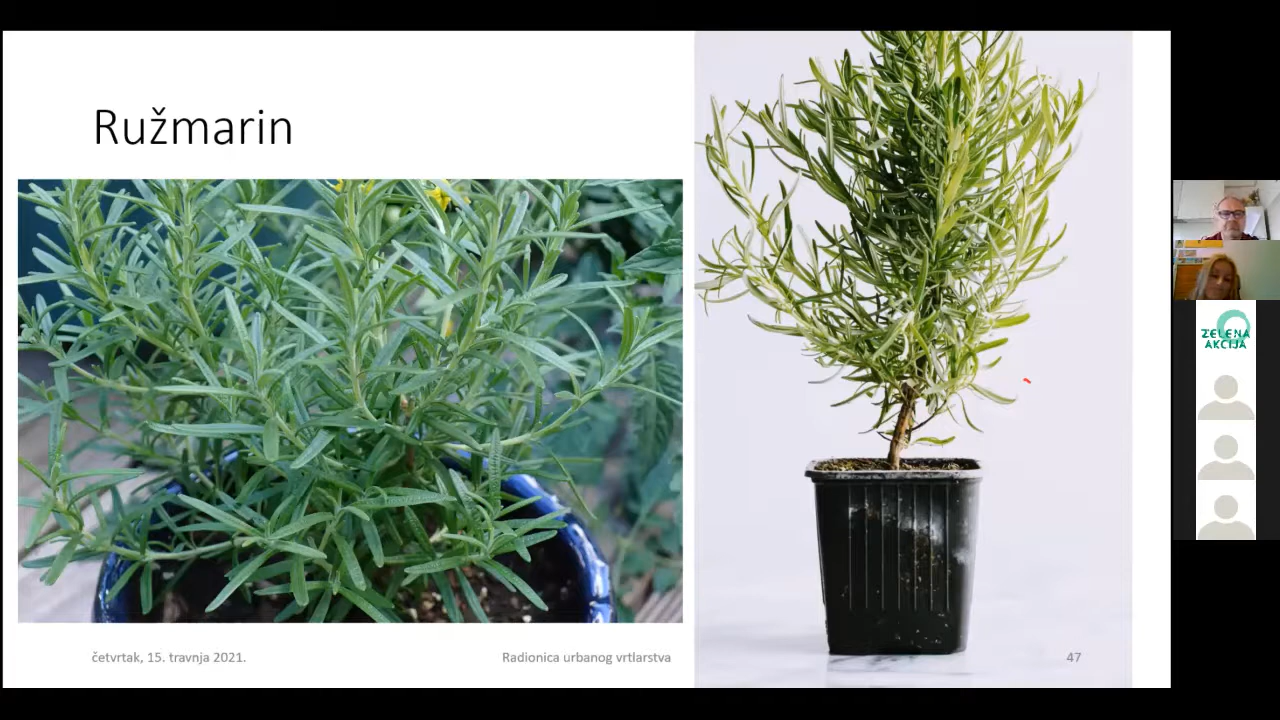 Ružmarin
četvrtak, 15. travnja 2021.
Radionica urbanog vrtlarstva
47
ZELENA
AKCIJA